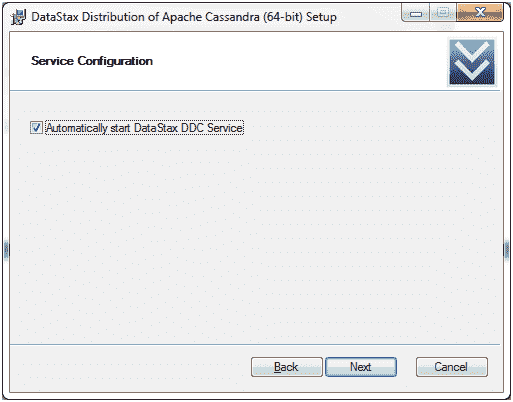 DataStax Distribution of Apache Cassandra (64-bit) Setup
Service Configuration
Automatically start DataStax DDC Service
Back
Next
Cancel